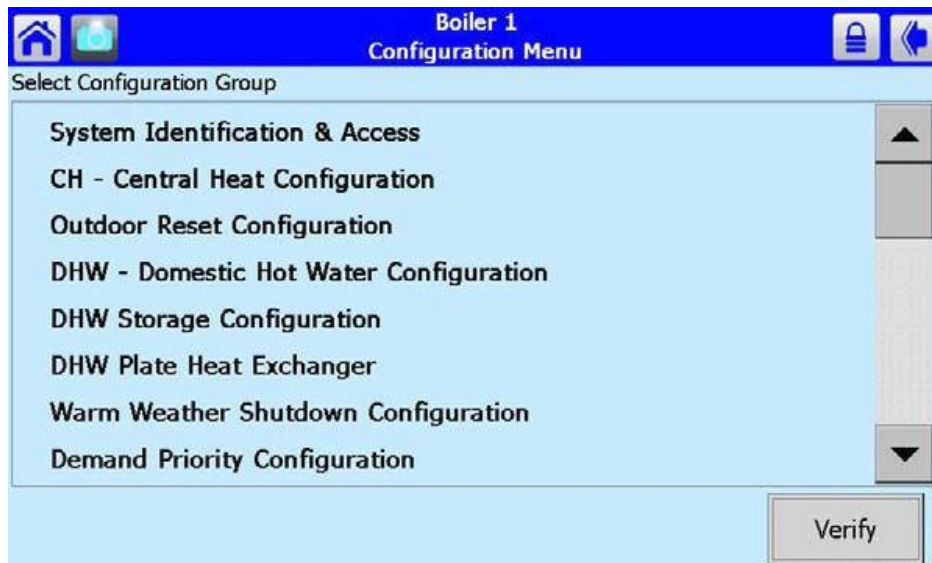 Boiler 1
Configuration Menu
Select Configuration Group
System Identification & Access
CH - Central Heat Configuration
Outdoor Reset Configuration
DHW - Domestic Hot Water Configuration
DHW Storage Configuration
DHW Plate Heat Exchanger
Warm Weather Shutdown Configuration
Demand Priority Configuration
Verify